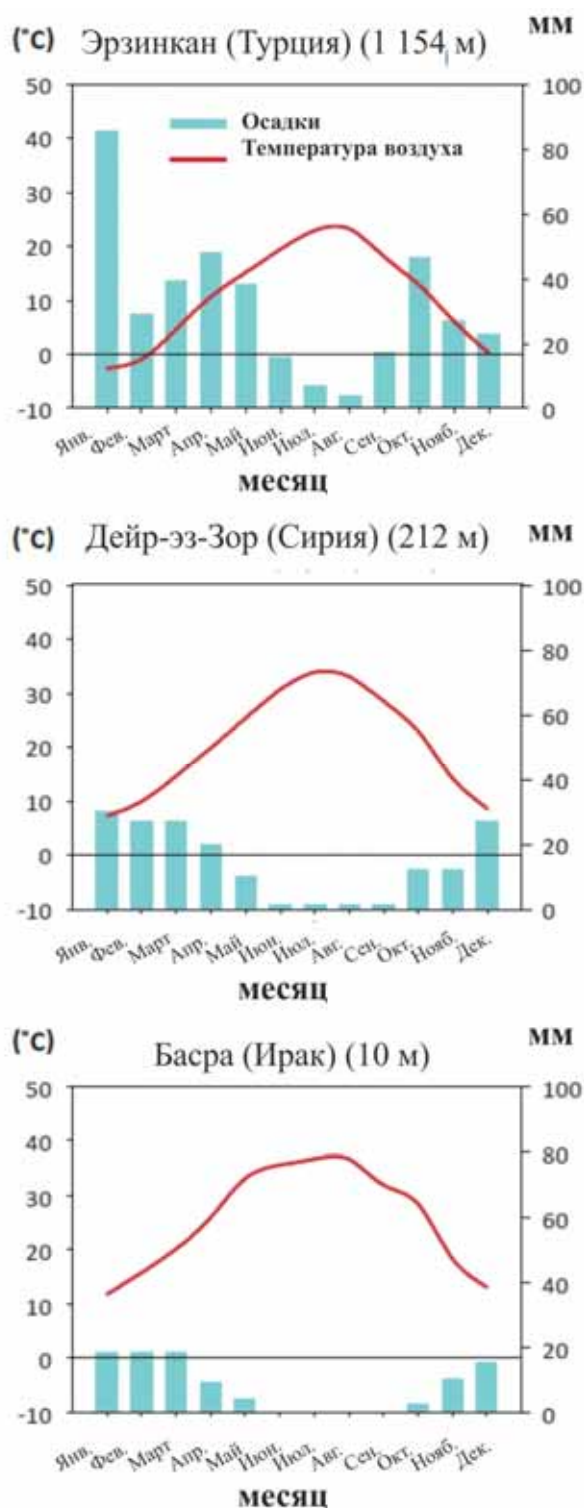 (°C) Эрзинкан (Турция) (1 154 м) мм
50 100
40 80
30 60
20 40
10 20
0 0
-10
Осадки
Температура воздуха
Янв. Фев. Март Апр. Май Июн. Июл. Авг. Сен. Окт. Нояб. Дек.
месяц
(°C) Дейр-эз-Зор (Сирия) (212 м) мм
50 100
40 80
30 60
20 40
10 20
0 0
-10
Янв. Фев. Март Апр. Май Июн. Июл. Авг. Сен. Окт. Нояб. Дек.
месяц
(°C) Басра (Ирак) (10 м) мм
50 100
40 80
30 60
20 40
10 20
0 0
-10
Янв. Фев. Март Апр. Май Июн. Июл. Авг. Сен. Окт. Нояб. Дек.
месяц